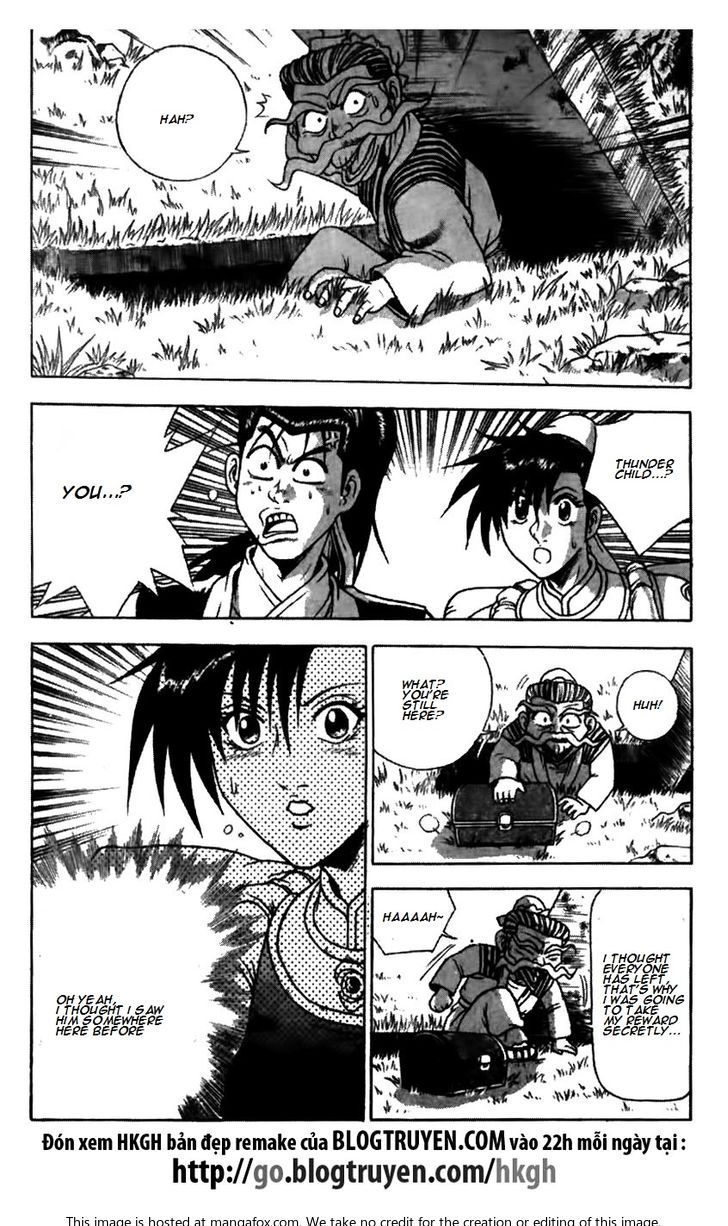 HAH?
YOU...?
THUNDER
CHILD...?
WHAT?
YOU'RE
STILL
HERE?
HUH!
OH YEAH,
I THOUGHT I SAW
HIM SOMEWHERE
HERE BEFORE
HAAAAH~
I THOUGHT
EVERYONE
HAS LEFT,
THAT'S WHY
I WAS GOING
TO TAKE
MY REWARD
SECRETLY...
Đón xem HKGH bản đẹp remake của BLOGTRUYEN.COM vào 22h mỗi ngày tại :
http://go.blogtruyen.com/hkgh
This image is hosted at mangafox.com. We take no credit for the creation or editing of this image.